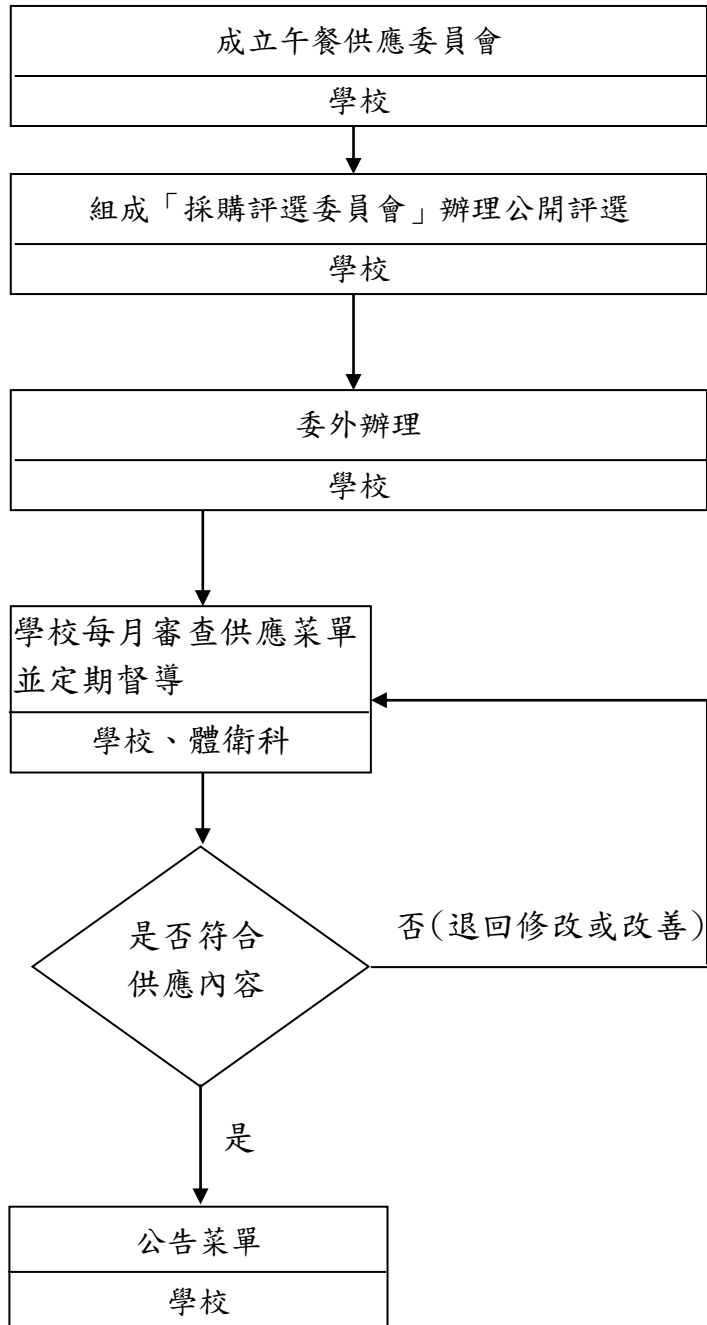 成立午餐供應委員會
學校
組成「採購評選委員會」辦理公開評選
學校
委外辦理
學校
學校每月審查供應菜單
並定期督導
學校、體衛科
是否符合
供應內容
否(退回修改或改善)
是
公告菜單
學校